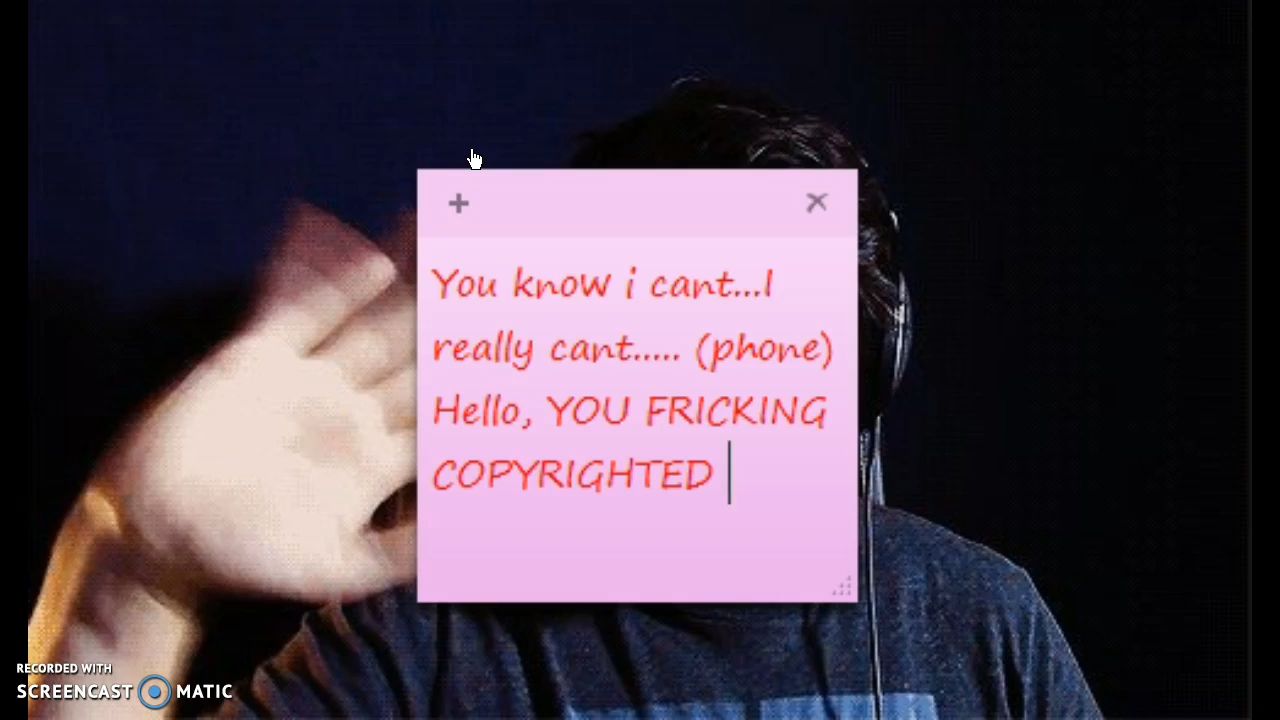 You know i cant...I
really cant..... (phone)
Hello, YOU FRICKING
COPYRIGHTED
RECORDED WITH
SCREENCAST MATIC